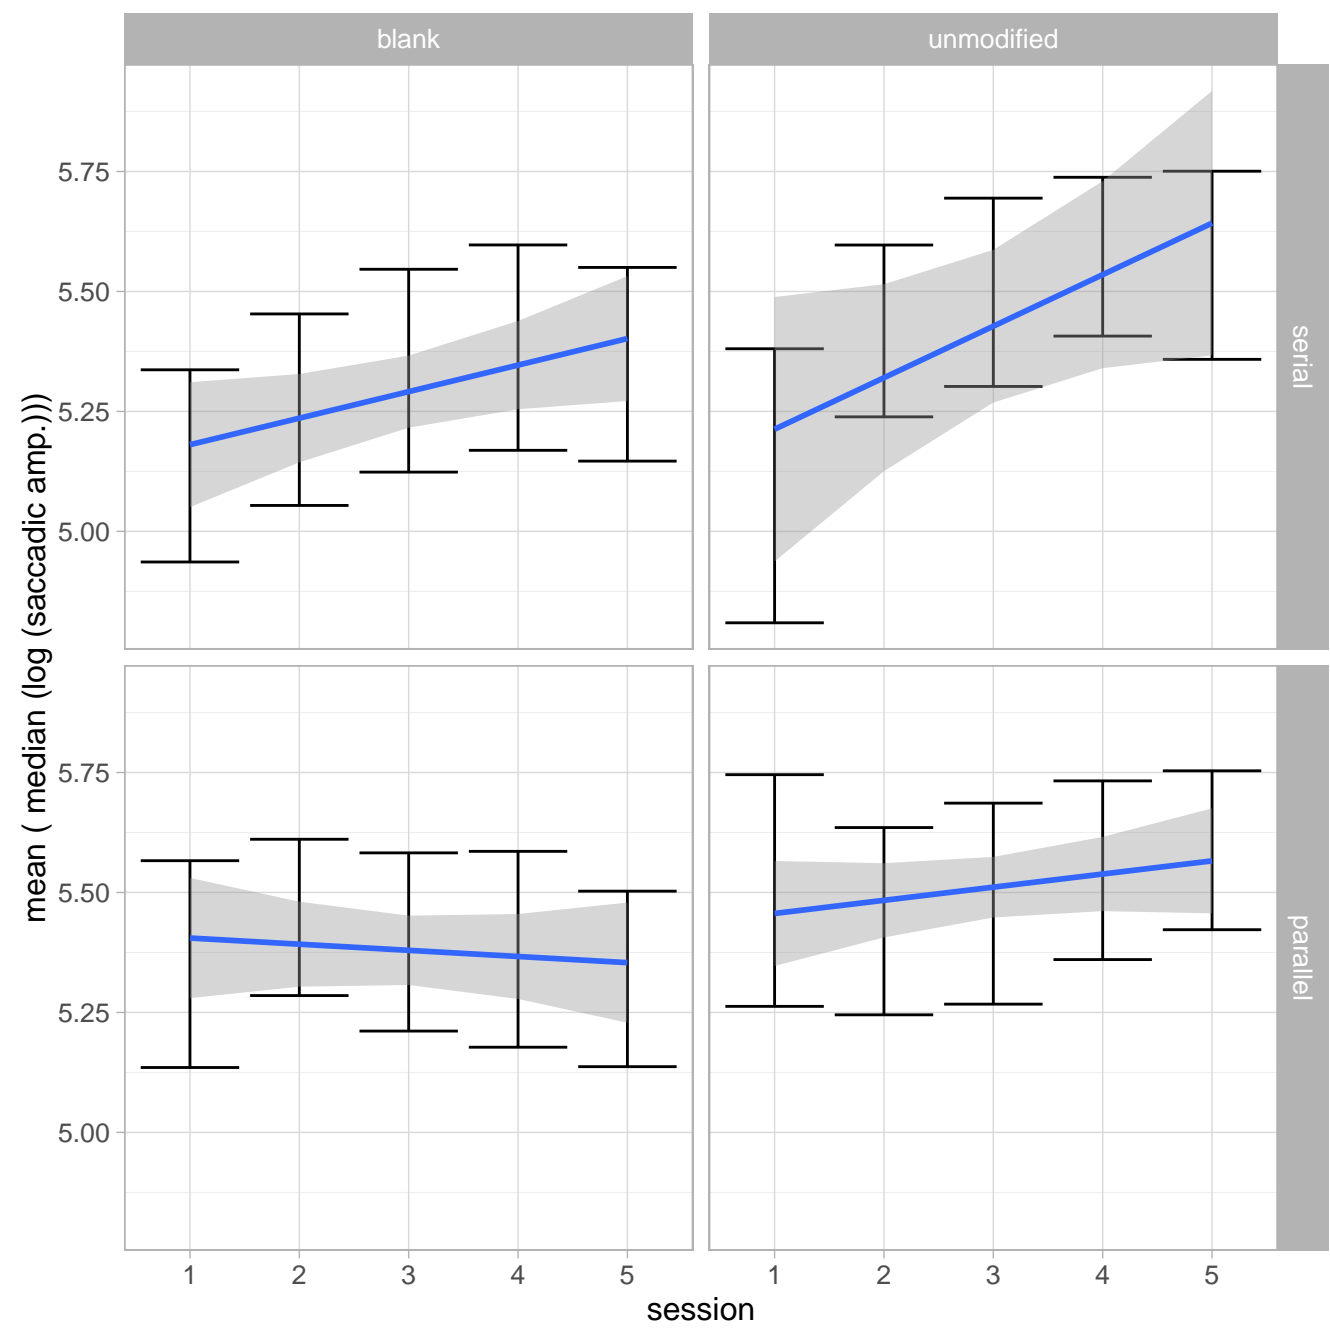 blank
unmodified
mean ( median (log (saccadic amp.))))
5.75
5.50
5.25
5.00
serial
5.75
5.50
5.25
5.00
parallel
1 2 3 4 5
1 2 3 4 5
session